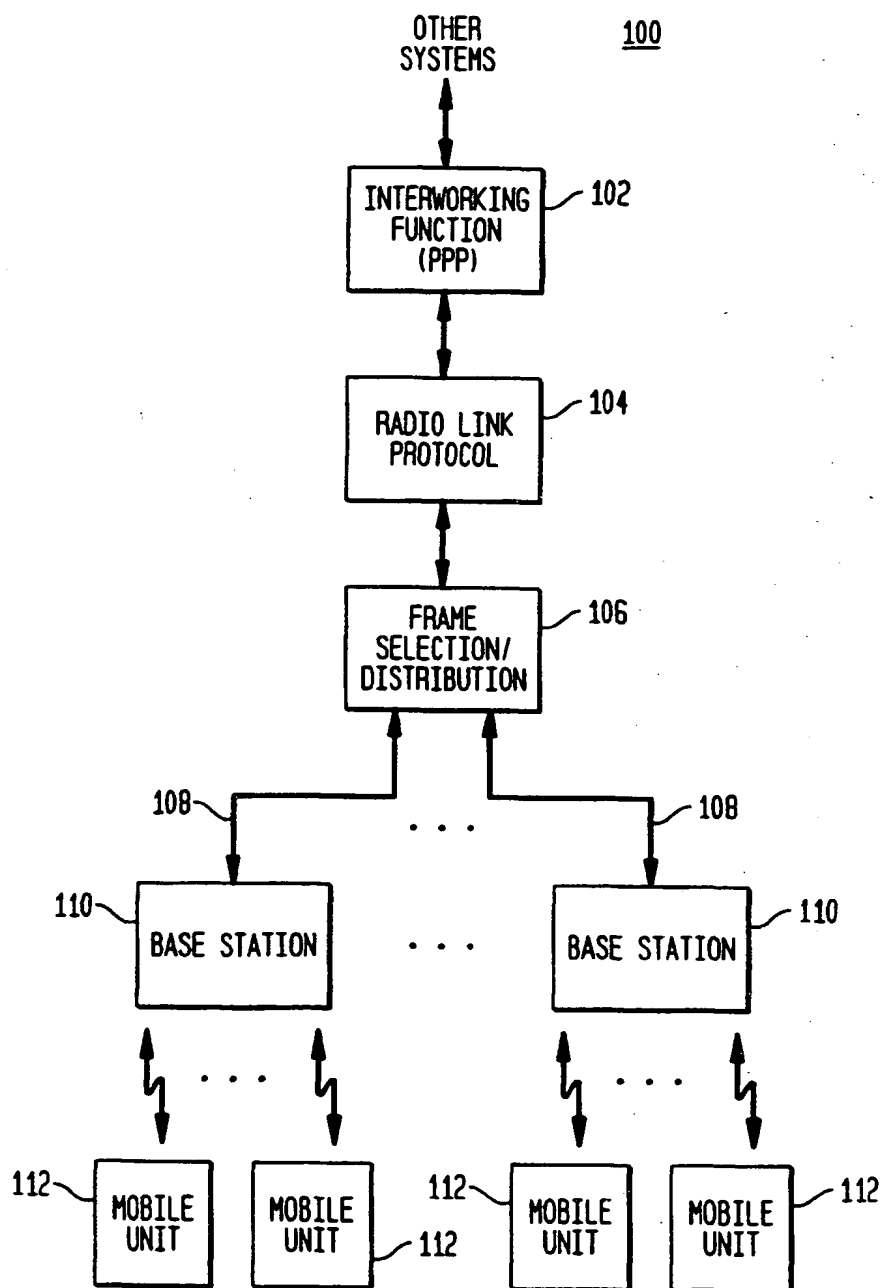 OTHER
SYSTEMS
100
INTERWORKING
FUNCTION
(PPP)
102
RADIO LINK
PROTOCOL
104
FRAME
SELECTION/
DISTRIBUTION
106
108
. . .
108
110
BASE STATION
. . .
BASE STATION
110
. . .
. . .
112
MOBILE
UNIT
MOBILE
UNIT
112
112
MOBILE
UNIT
MOBILE
UNIT
112